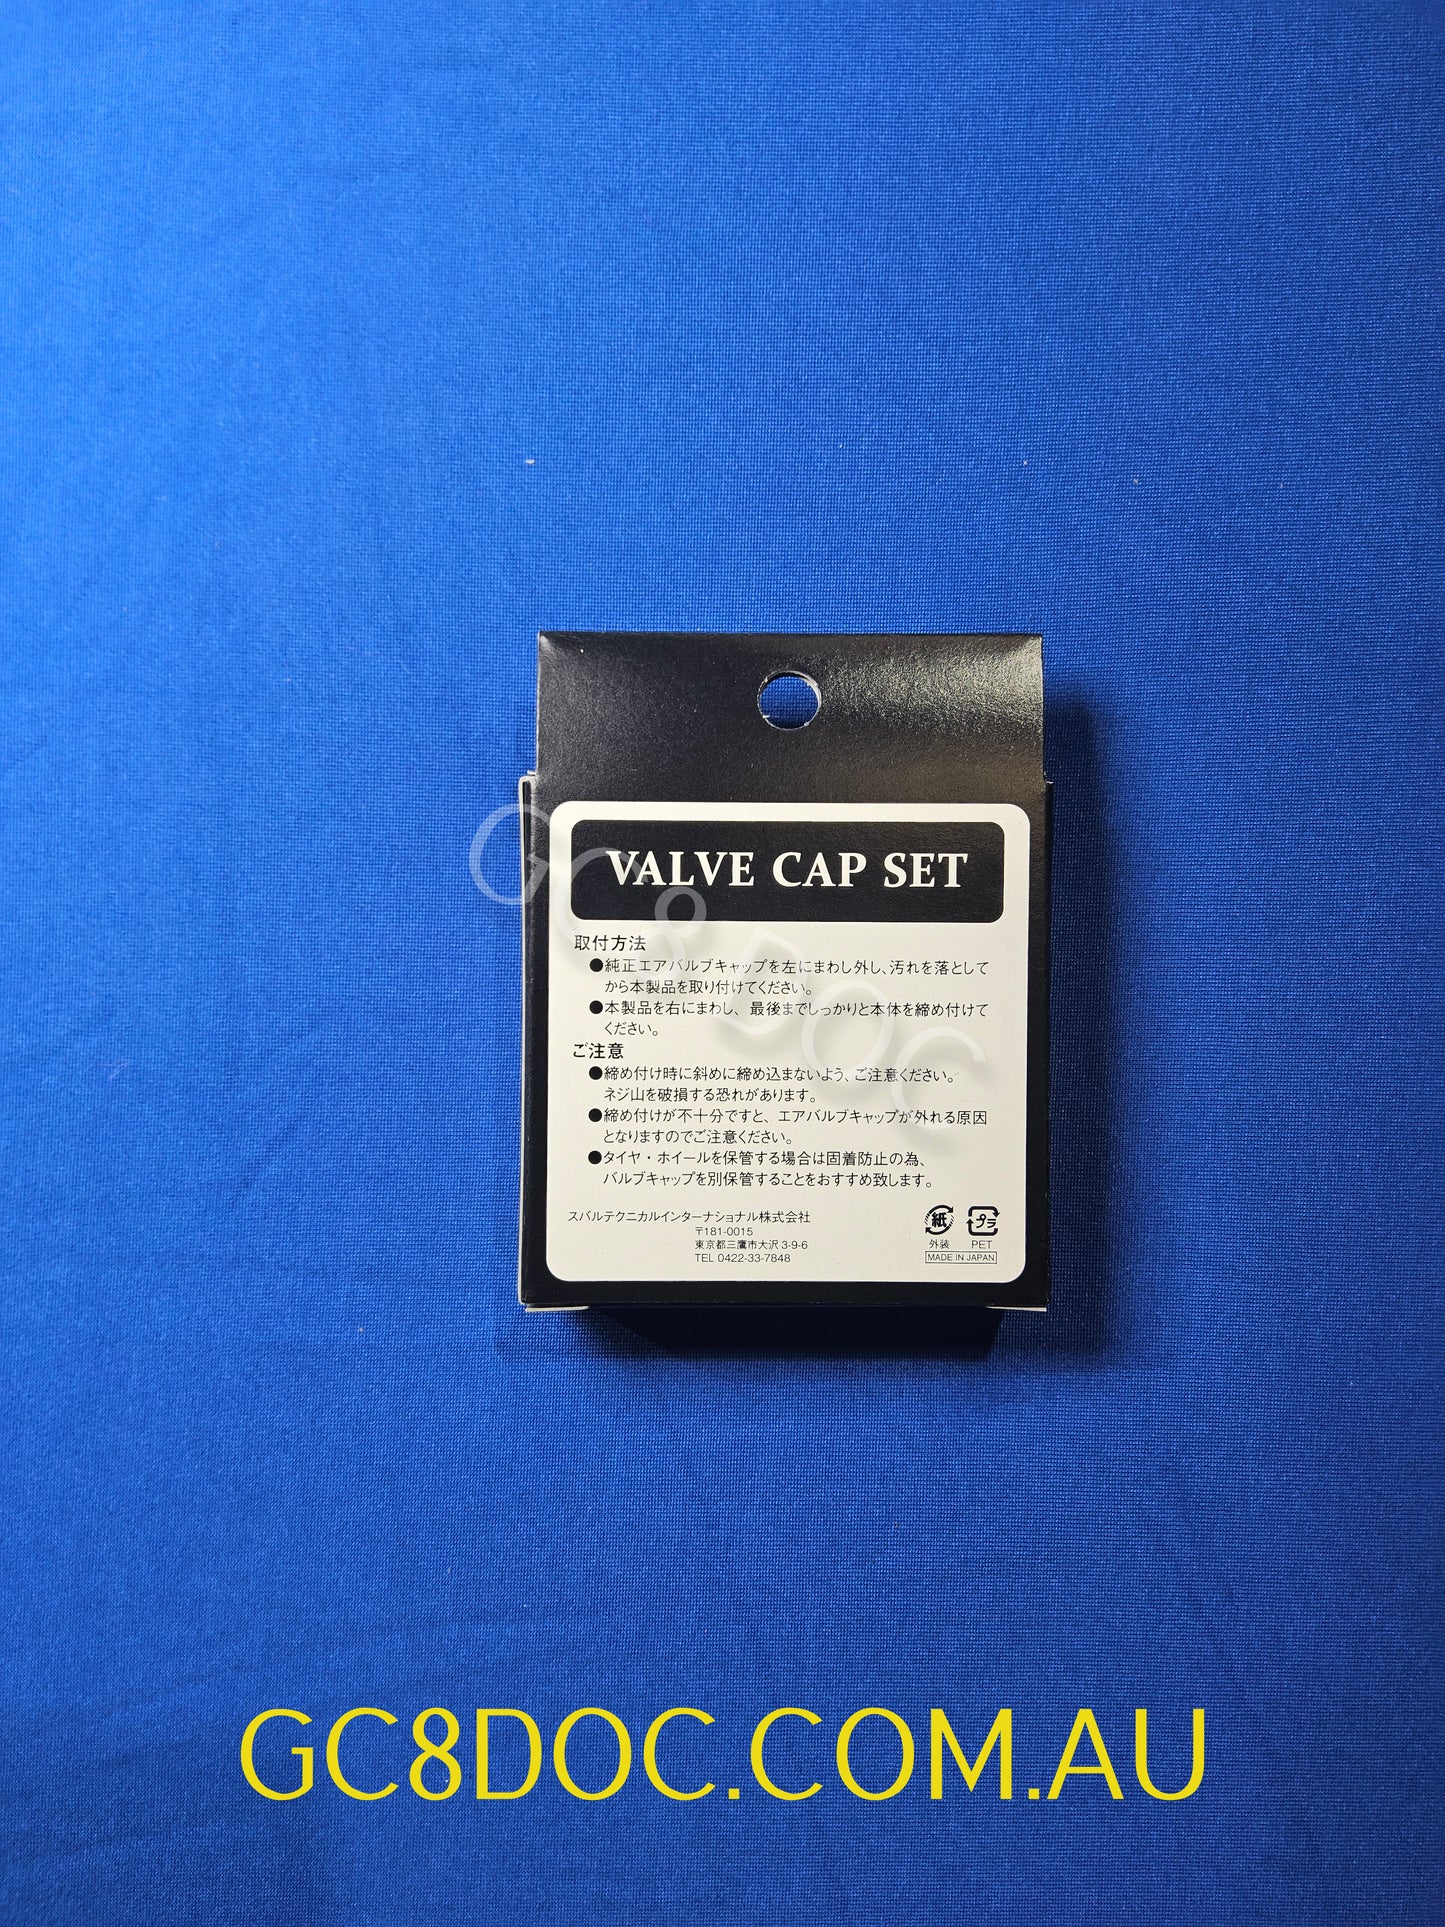 VALVE CAP SET
取付方法
●純正エアバルブキャップを左にまわし外し、汚れを落として
から本製品を取り付けてください。
●本製品を右にまわし、最後までしっかりと本体を締め付けて
ください。
ご注意
●締め付け時に斜めに締め込まないよう、ご注意ください。
ネジ山を破損する恐れがあります。
●締め付けが不十分ですと、エアバルブキャップが外れる原因
となりますのでご注意ください。
●タイヤ・ホイールを保管する場合は固着防止の為、
バルブキャップを別保管することをおすすめ致します。
スバルテクニカルインターナショナル株式会社
〒181-0015
東京都三鷹市大沢 3-9-6
TEL 0422-33-7848
紙 プラ
外装 PET
MADE IN JAPAN
GC8DOC
GC8DOC.COM.AU